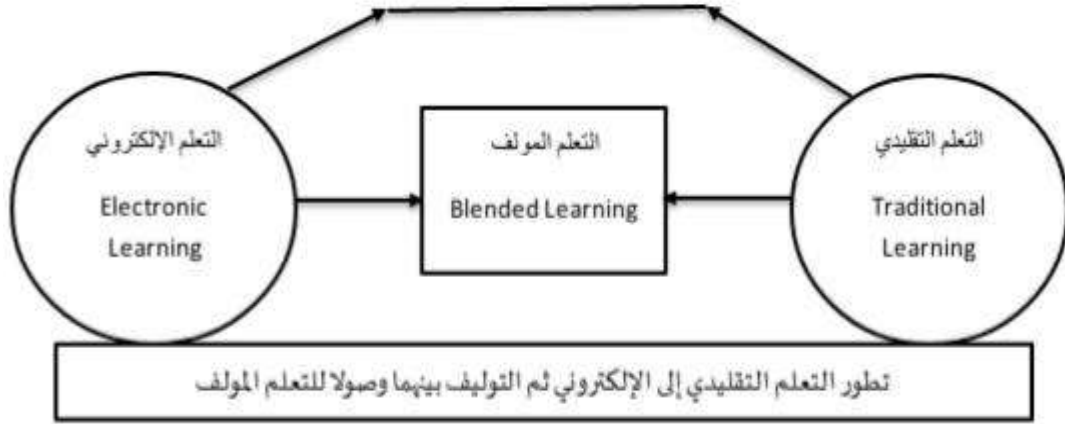 التعلم التقليدي
Traditional
Learning
التعلم المولف
Blended Learning
التعلم الإلكتروني
Electronic
Learning
تطور التعلم التقليدي إلى الإلكتروني ثم التوليف بينهما وصولا للتعلم المولف